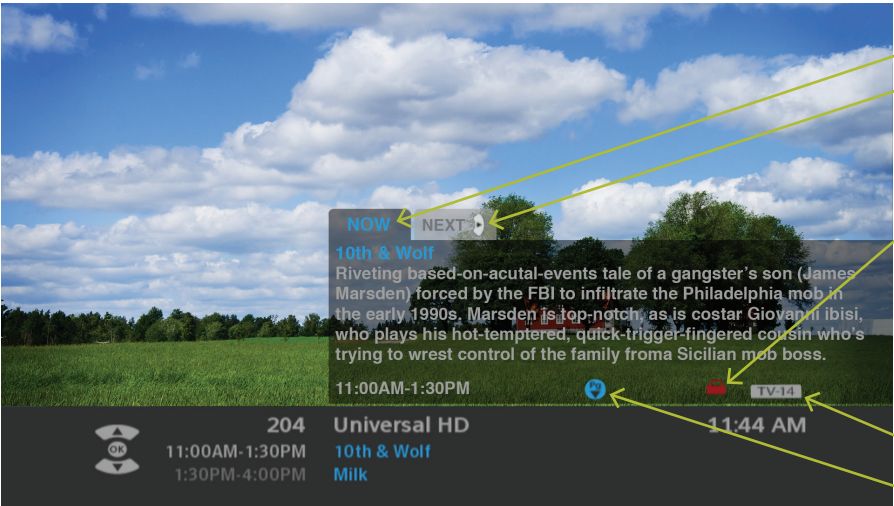 NOW NEXT
10th & Wolf
Riveting based-on-acutal-events tale of a gangster's son (James
Marsden) forced by the FBI to infiltrate the Philadelphia mob in
the early 1990s. Marsden is top-notch, as is costar Giovanni ibisi,
who plays his hot-temptered, quick-trigger-fingered cousin who's
trying to wrest control of the family froma Sicilian mob boss.
11:00AM-1:30PM Pg TV-14
204 Universal HD 11:44 AM
OK 11:00AM-1:30PM 10th & Wolf
1:30PM-4:00PM Milk